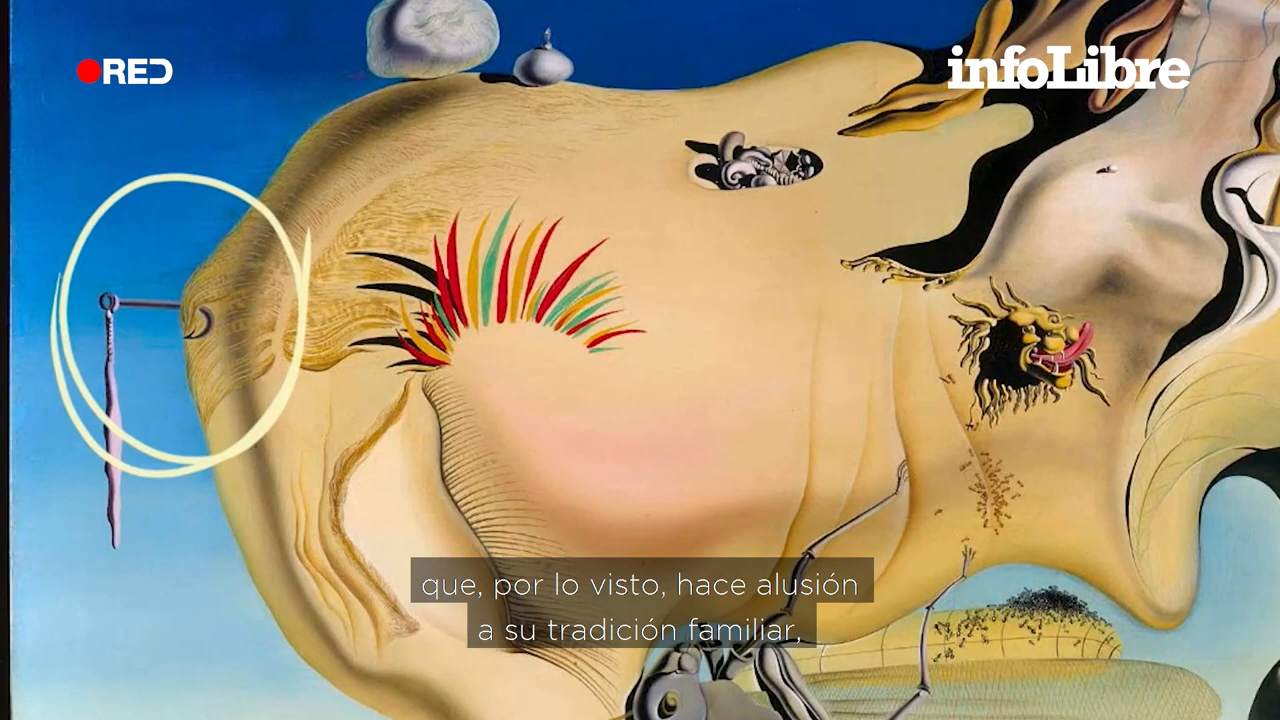 RED
infoLibre
que, por lo visto, hace alusión
a su tradición familiar,